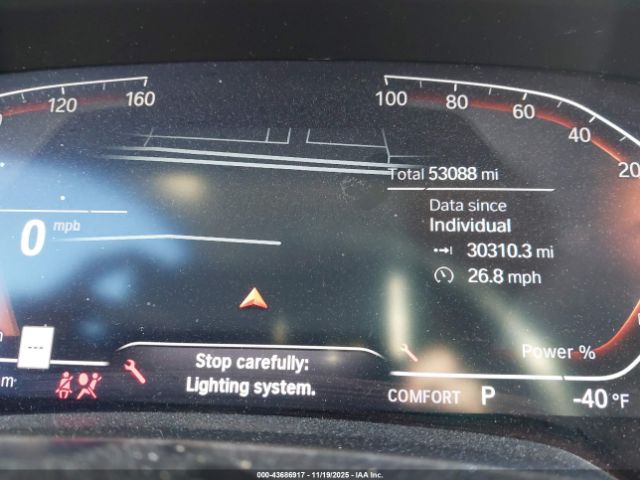 120 160
100 80 60 40 20
Total 53088 mi
Data since
Individual
30310.3 mi
26.8 mph
0 mph
Power %
---
Stop carefully:
Lighting system.
m
COMFORT P -40 °F
000-43686917 - 11/19/2025 - IAA Inc.